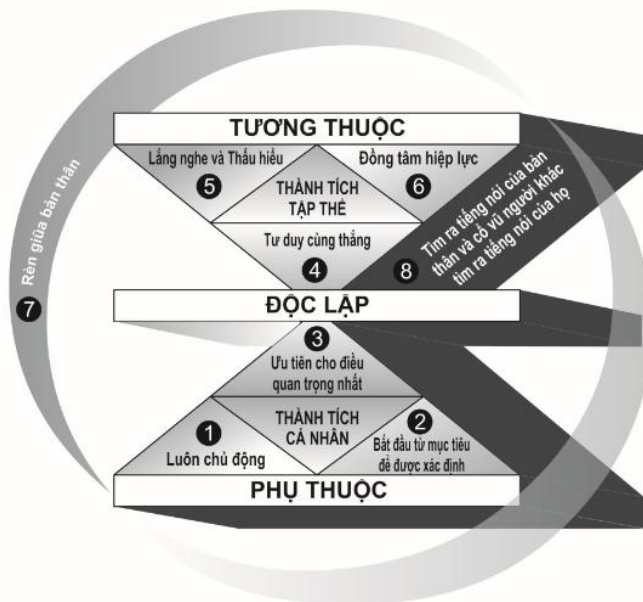 TƯƠNG THUỘC
Lắng nghe và Thấu hiểu
5
Đồng tâm hiệp lực
6
THÀNH TÍCH
TẬP THỂ
Tư duy cùng thắng
4
8
Tìm ra tiếng nói của bản
thân và cổ vũ người khác
tìm ra tiếng nói của họ
Rèn giũa bản thân
7
ĐỘC LẬP
3
Ưu tiên cho điều
quan trọng nhất
THÀNH TÍCH
CÁ NHÂN
1
Luôn chủ động
2
Bắt đầu từ mục tiêu
để được xác định
PHỤ THUỘC